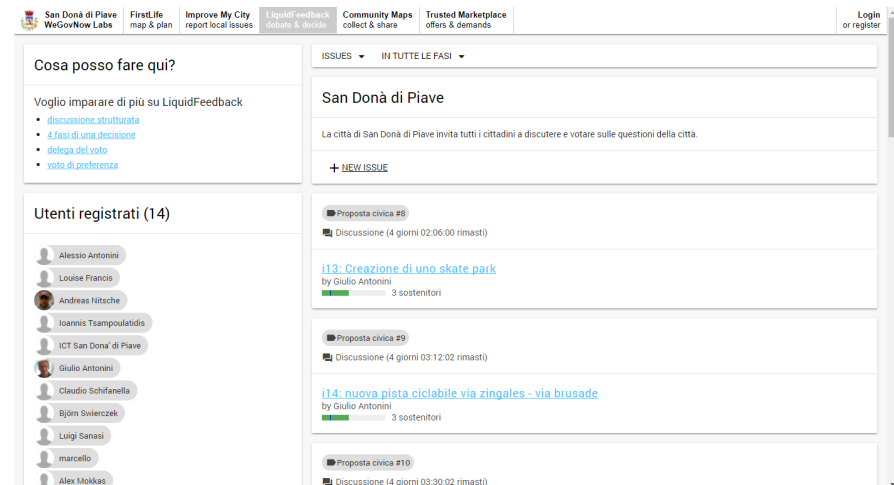 San Donà di Piave
WeGovNow Labs
FirstLife
map & plan
Improve My City
report local issues
LiquidFeedback
debate & decide
Community Maps
collect & share
Trusted Marketplace
offers & demands
Login
or register
Cosa posso fare qui?
Voglio imparare di più su LiquidFeedback
discussione strutturata
4 fasi di una decisione
delega del voto
voto di preferenza
Utenti registrati (14)
Alessio Antonini
Louise Francis
Andreas Nitsche
Ioannis Tsampoulatidis
ICT San Dona' di Piave
Giulio Antonini
Claudio Schifanella
Björn Swierczek
Luigi Sanasi
marcello
Alex Mokkas
ISSUES
IN TUTTE LE FASI
San Donà di Piave
La città di San Donà di Piave invita tutti i cittadini a discutere e votare sulle questioni della città.
+ NEW ISSUE
Proposta civica #8
Discussione (4 giorni 02:06:00 rimasti)
i13: Creazione di uno skate park
by Giulio Antonini
3 sostenitori
Proposta civica #9
Discussione (4 giorni 03:12:02 rimasti)
i14: nuova pista ciclabile via zingales - via brusade
by Giulio Antonini
3 sostenitori
Proposta civica #10
Discussione (4 giorni 03:30:02 rimasti)